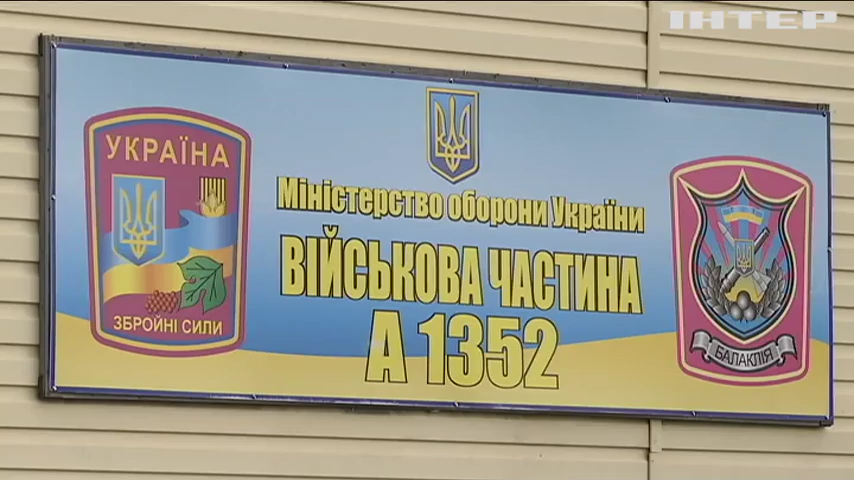 ІНТЕР
УКРАЇНА
ЗБРОЙНІ СИЛИ
Міністерство оборони України
ВІЙСЬКОВА ЧАСТИНА
А 1352
БАЛАКЛІЯ